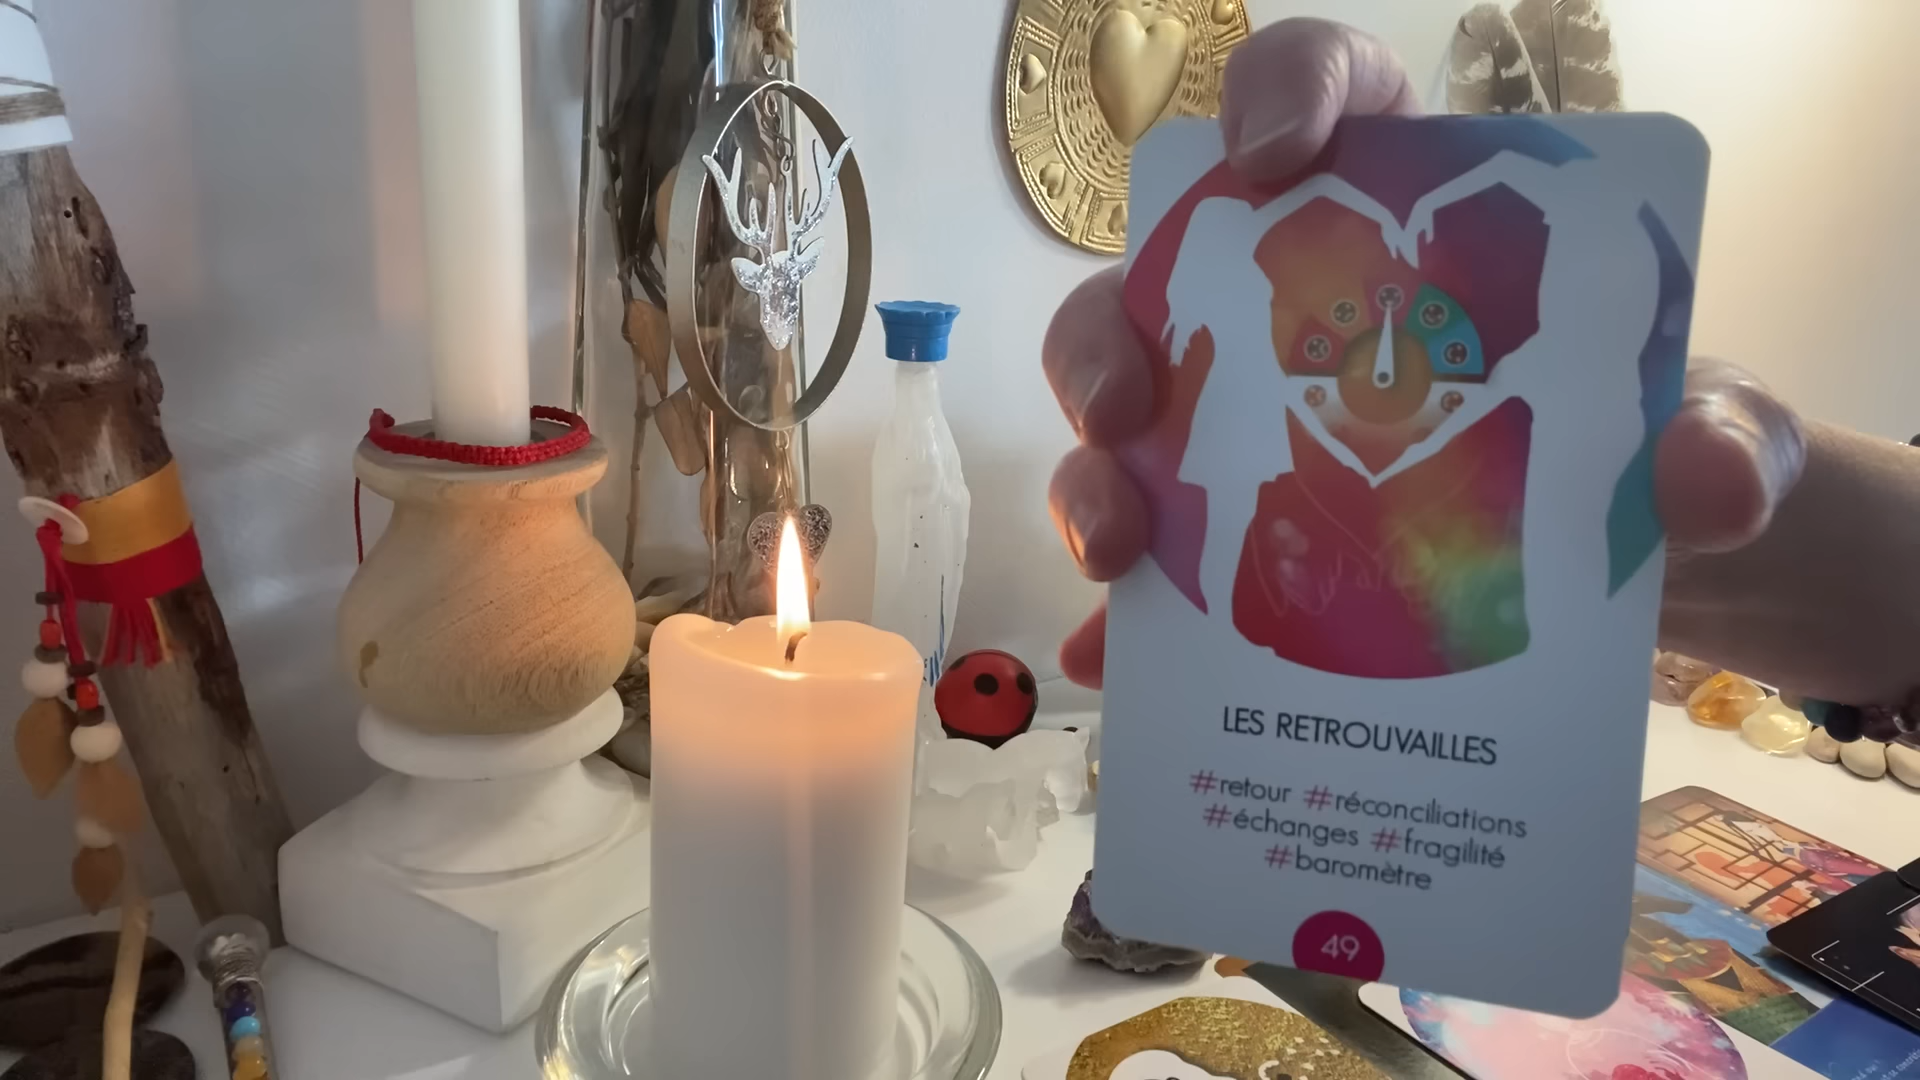 LES RETROUVAILLES
#retour #réconciliations
#échanges #fragilité
#baromètre
49